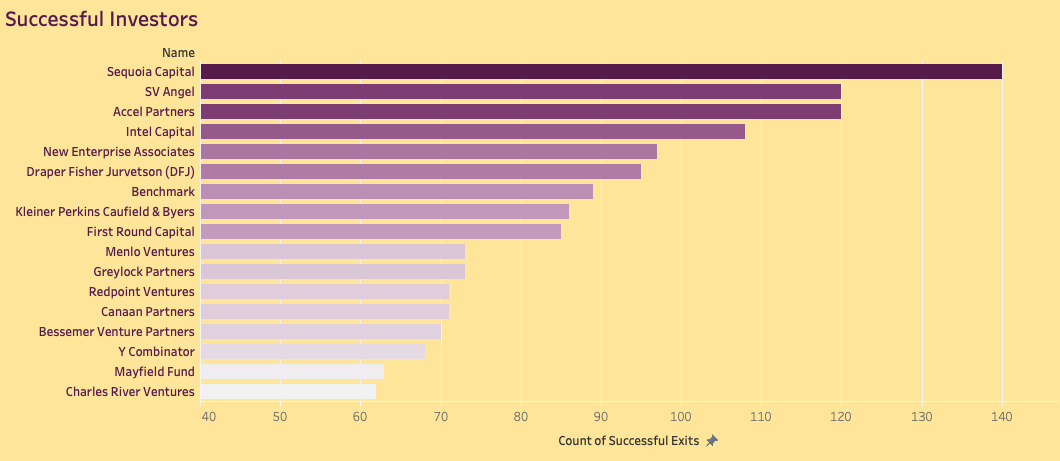 Successful Investors
Name
Sequoia Capital
SV Angel
Accel Partners
Intel Capital
New Enterprise Associates
Draper Fisher Jurvetson (DFJ)
Benchmark
Kleiner Perkins Caufield & Byers
First Round Capital
Menlo Ventures
Greylock Partners
Redpoint Ventures
Canaan Partners
Bessemer Venture Partners
Y Combinator
Mayfield Fund
Charles River Ventures
40 50 60 70 80 90 100 110 120 130 140
Count of Successful Exits